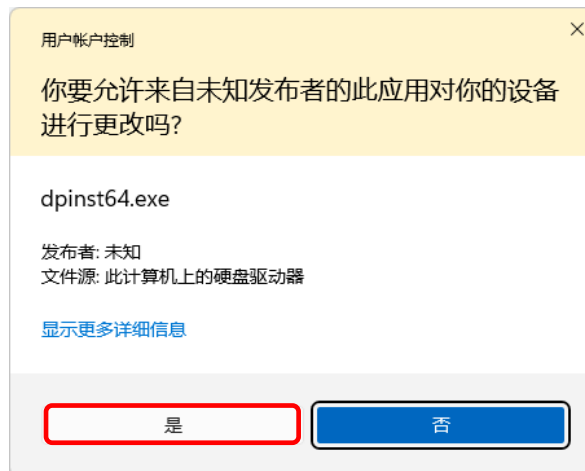 用户帐户控制
你要允许来自未知发布者的此应用对你的设备
进行更改吗?
dpinst64.exe
发布者: 未知
文件源: 此计算机上的硬盘驱动器
显示更多详细信息
是
否